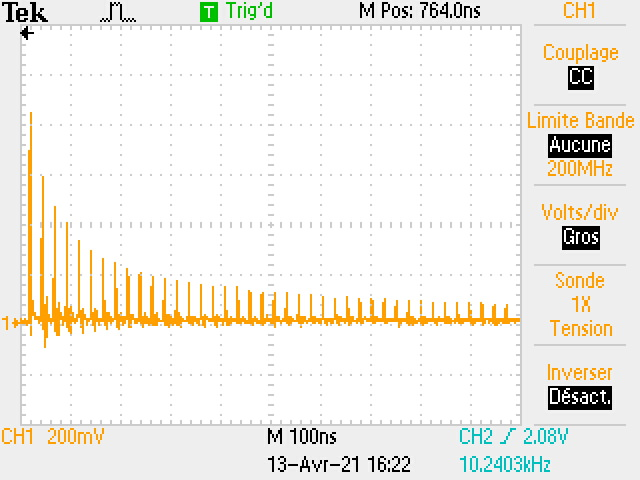 Tek T Trig'd M Pos: 764.0ns CH1
Couplage
CC
Limite Bande
Aucune
200MHz
Volts/div
Gros
Sonde
1X
Tension
Inverser
Désact.
1
CH1 200mV M 100ns CH2 2.08V
13-Avr-21 16:22 10.2403kHz